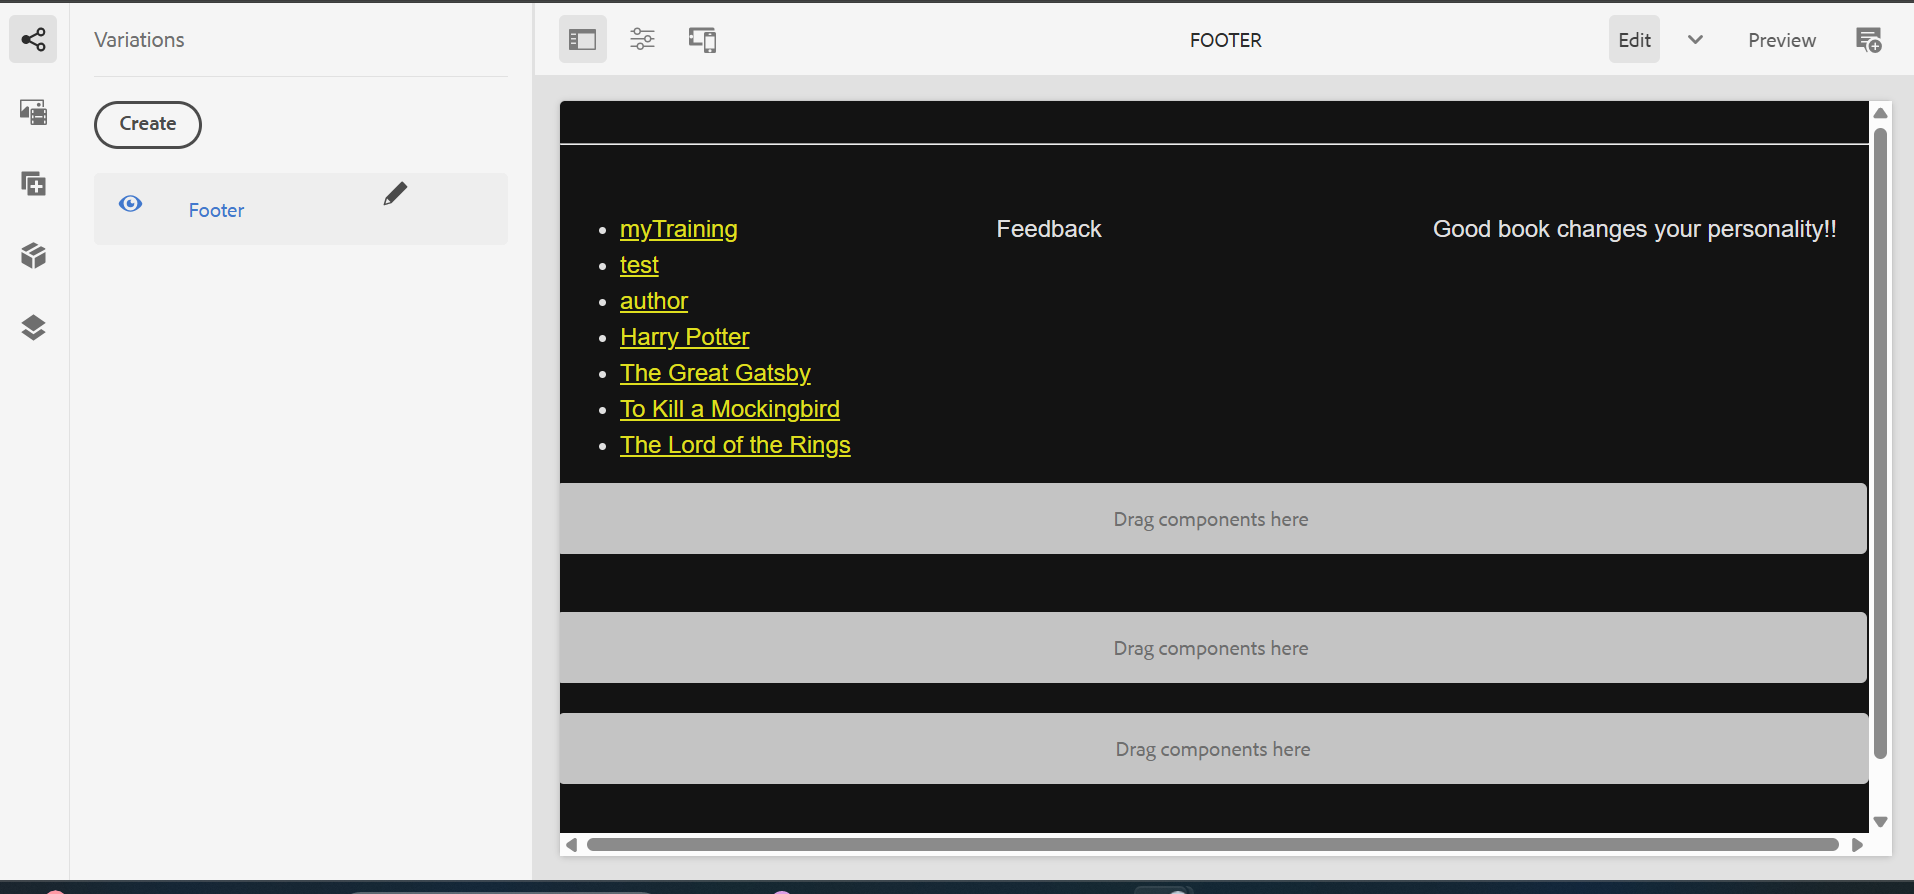 Variations
Create
Footer
FOOTER
Edit
Preview
myTraining
test
author
Harry Potter
The Great Gatsby
To Kill a Mockingbird
The Lord of the Rings
Feedback
Good book changes your personality!!
Drag components here
Drag components here
Drag components here